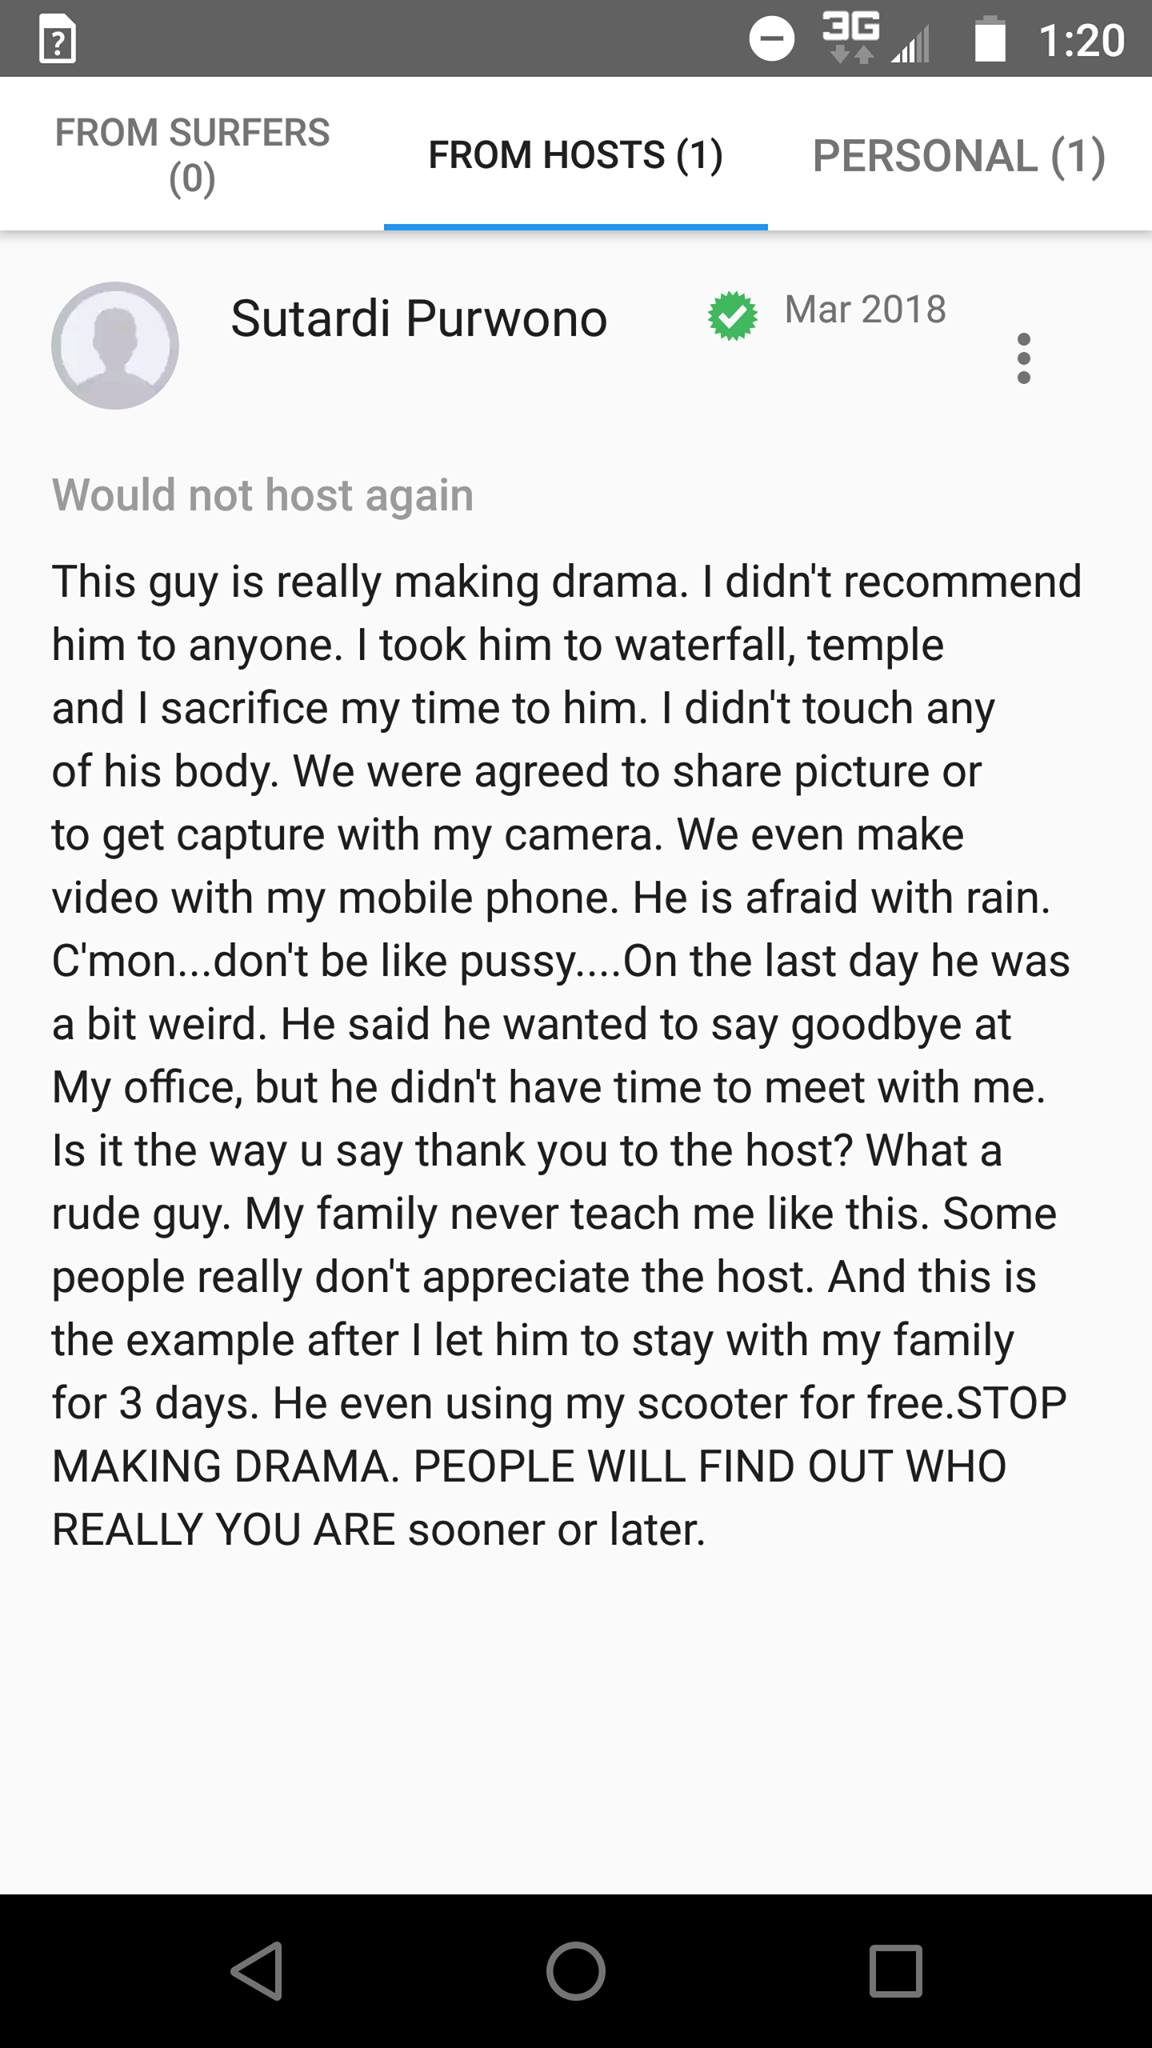 3G
1:20
FROM SURFERS
(0)
FROM HOSTS (1)
PERSONAL (1)
Sutardi Purwono
Mar 2018
Would not host again
This guy is really making drama. I didn't recommend
him to anyone. I took him to waterfall, temple
and I sacrifice my time to him. I didn't touch any
of his body. We were agreed to share picture or
to get capture with my camera. We even make
video with my mobile phone. He is afraid with rain.
C'mon...don't be like pussy....On the last day he was
a bit weird. He said he wanted to say goodbye at
My office, but he didn't have time to meet with me.
Is it the way u say thank you to the host? What a
rude guy. My family never teach me like this. Some
people really don't appreciate the host. And this is
the example after I let him to stay with my family
for 3 days. He even using my scooter for free.STOP
MAKING DRAMA. PEOPLE WILL FIND OUT WHO
REALLY YOU ARE sooner or later.